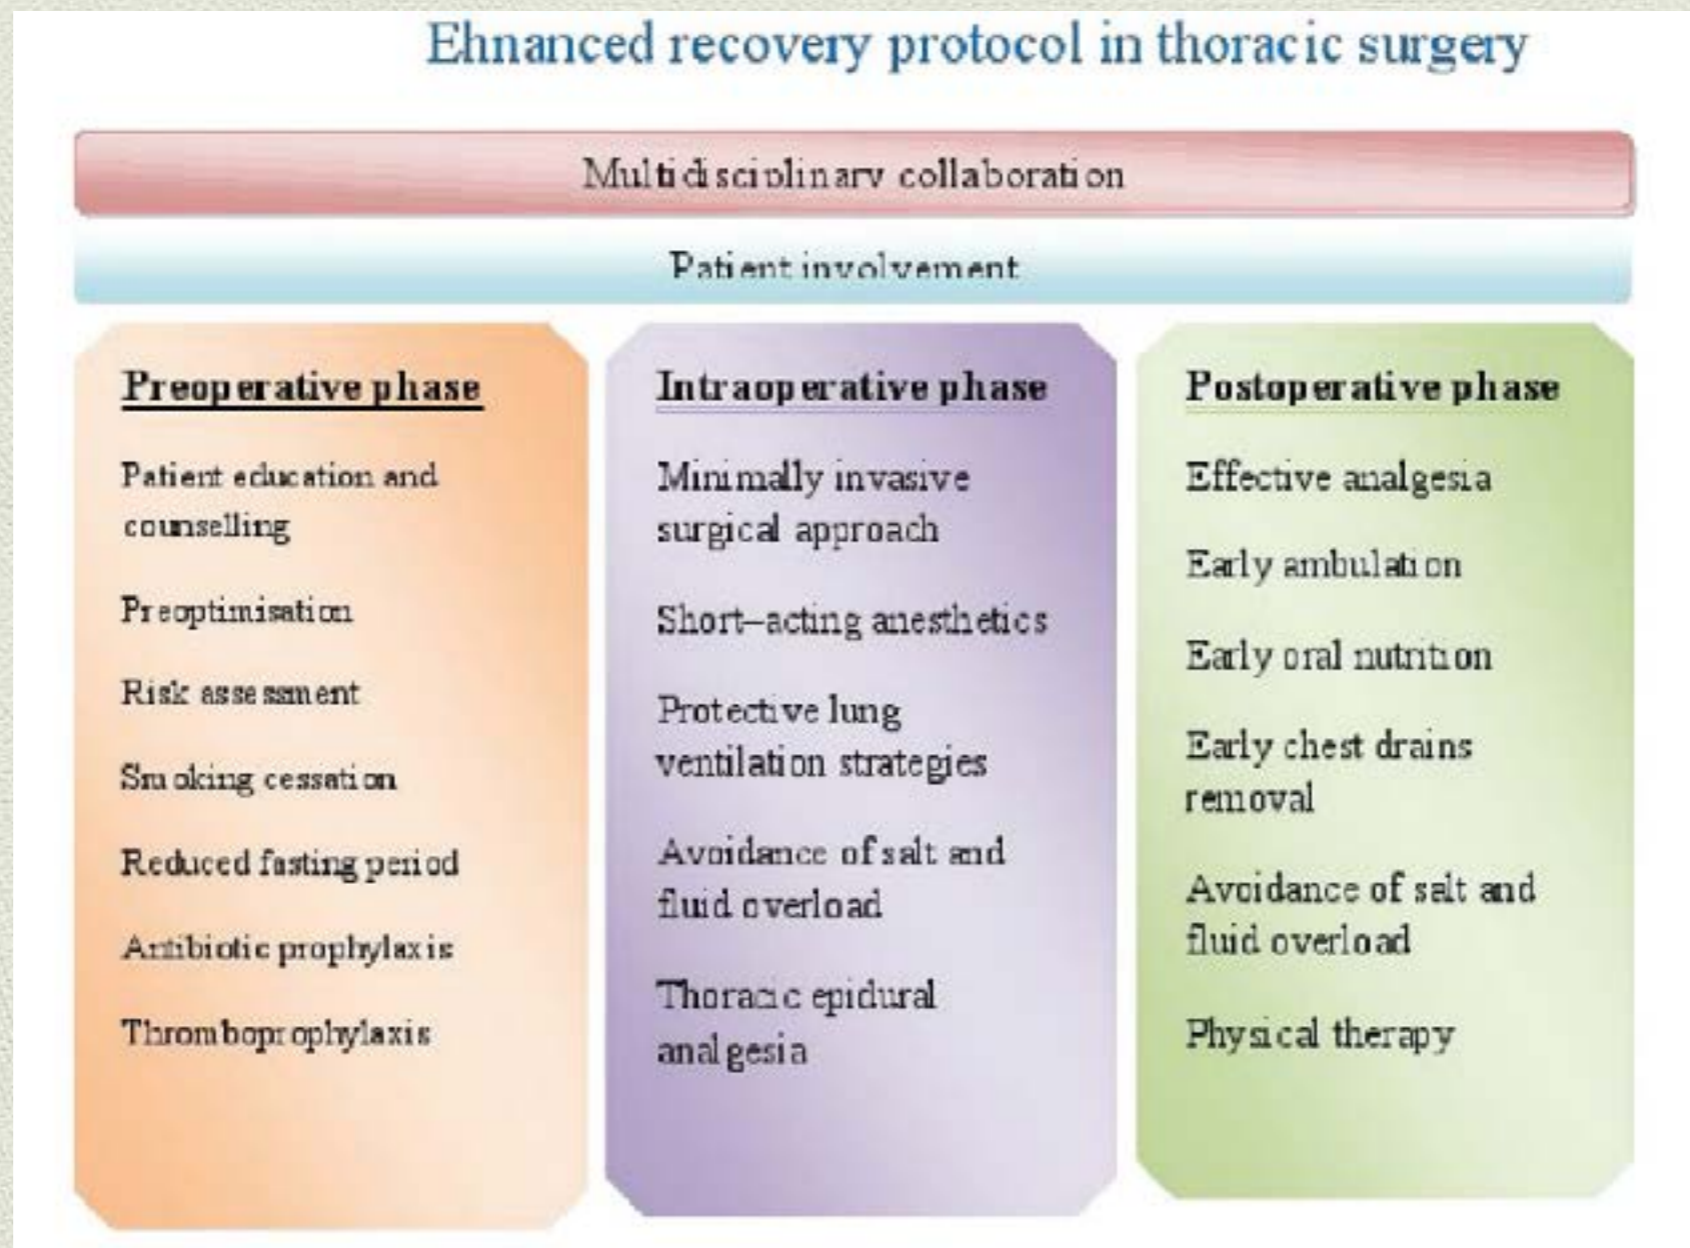 Ehnanced recovery protocol in thoracic surgery
Multidisciplinary collaboration
Patient involvement
Preoperative phase
Patient education and
counselling
Preoptimisation
Risk assessment
Smoking cessation
Reduced fasting period
Antibiotic prophylaxis
Thromboprophylaxis
Intraoperative phase
Minimally invasive
surgical approach
Short–acting anesthetics
Protective lung
ventilation strategies
Avoidance of salt and
fluid overload
Thoracic epidural
analgesia
Postoperative phase
Effective analgesia
Early ambulation
Early oral nutrition
Early chest drains
removal
Avoidance of salt and
fluid overload
Physical therapy